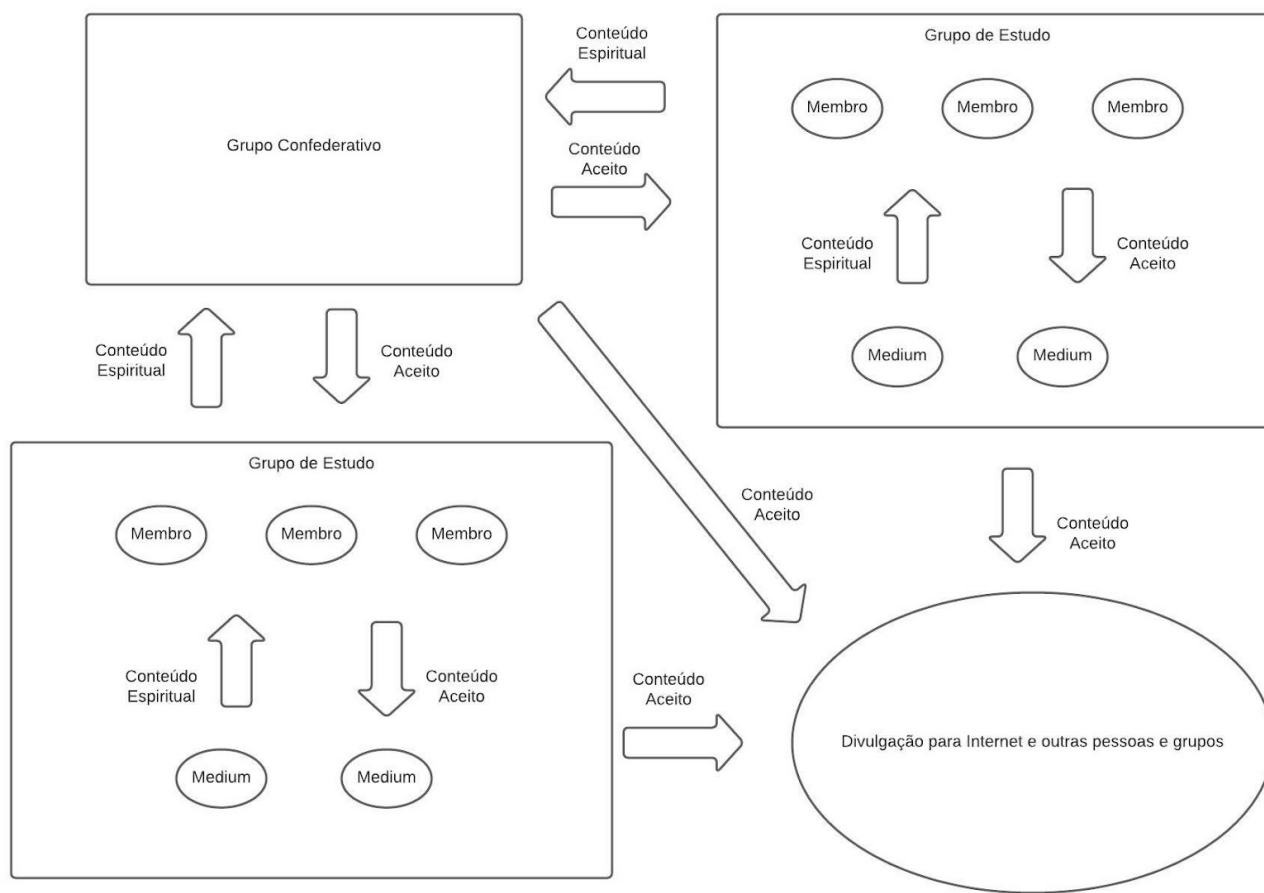 Grupo Confederativo
Conteúdo
Espiritual
Conteúdo
Aceito
Grupo de Estudo
Membro
Membro
Membro
Conteúdo
Espiritual
Conteúdo
Aceito
Medium
Medium
Conteúdo
Espiritual
Conteúdo
Aceito
Grupo de Estudo
Membro
Membro
Membro
Conteúdo
Espiritual
Conteúdo
Aceito
Medium
Medium
Conteúdo
Aceito
Conteúdo
Aceito
Conteúdo
Aceito
Divulgação para Internet e outras pessoas e grupos